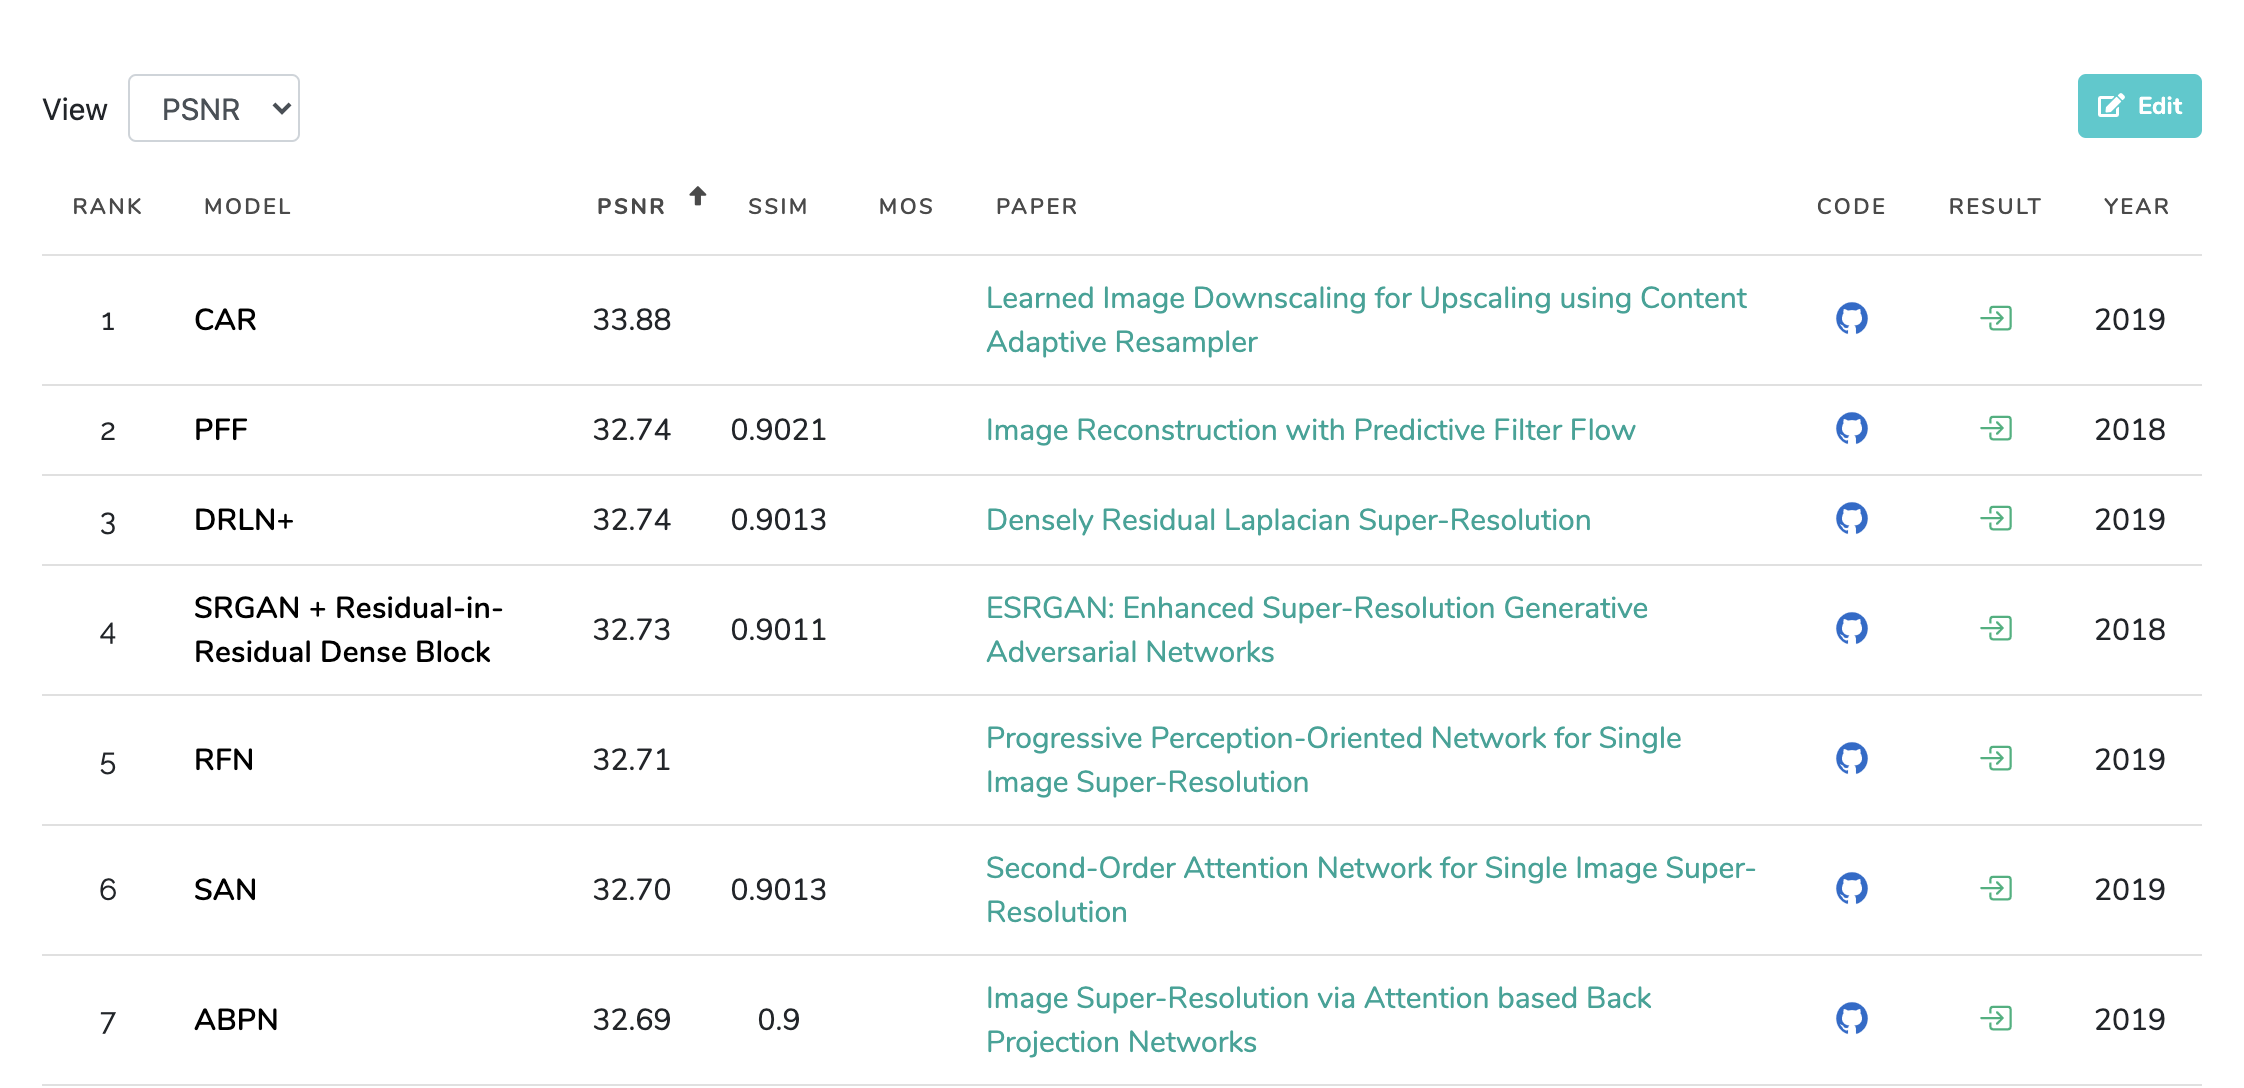 View PSNR Edit
RANK MODEL PSNR SSIM MOS PAPER CODE RESULT YEAR
1 CAR 33.88 Learned Image Downscaling for Upscaling using Content
Adaptive Resampler 2019
2 PFF 32.74 0.9021 Image Reconstruction with Predictive Filter Flow 2018
3 DRLN+ 32.74 0.9013 Densely Residual Laplacian Super-Resolution 2019
4 SRGAN + Residual-in-
Residual Dense Block 32.73 0.9011 ESRGAN: Enhanced Super-Resolution Generative
Adversarial Networks 2018
5 RFN 32.71 Progressive Perception-Oriented Network for Single
Image Super-Resolution 2019
6 SAN 32.70 0.9013 Second-Order Attention Network for Single Image Super-
Resolution 2019
7 ABPN 32.69 0.9 Image Super-Resolution via Attention based Back
Projection Networks 2019